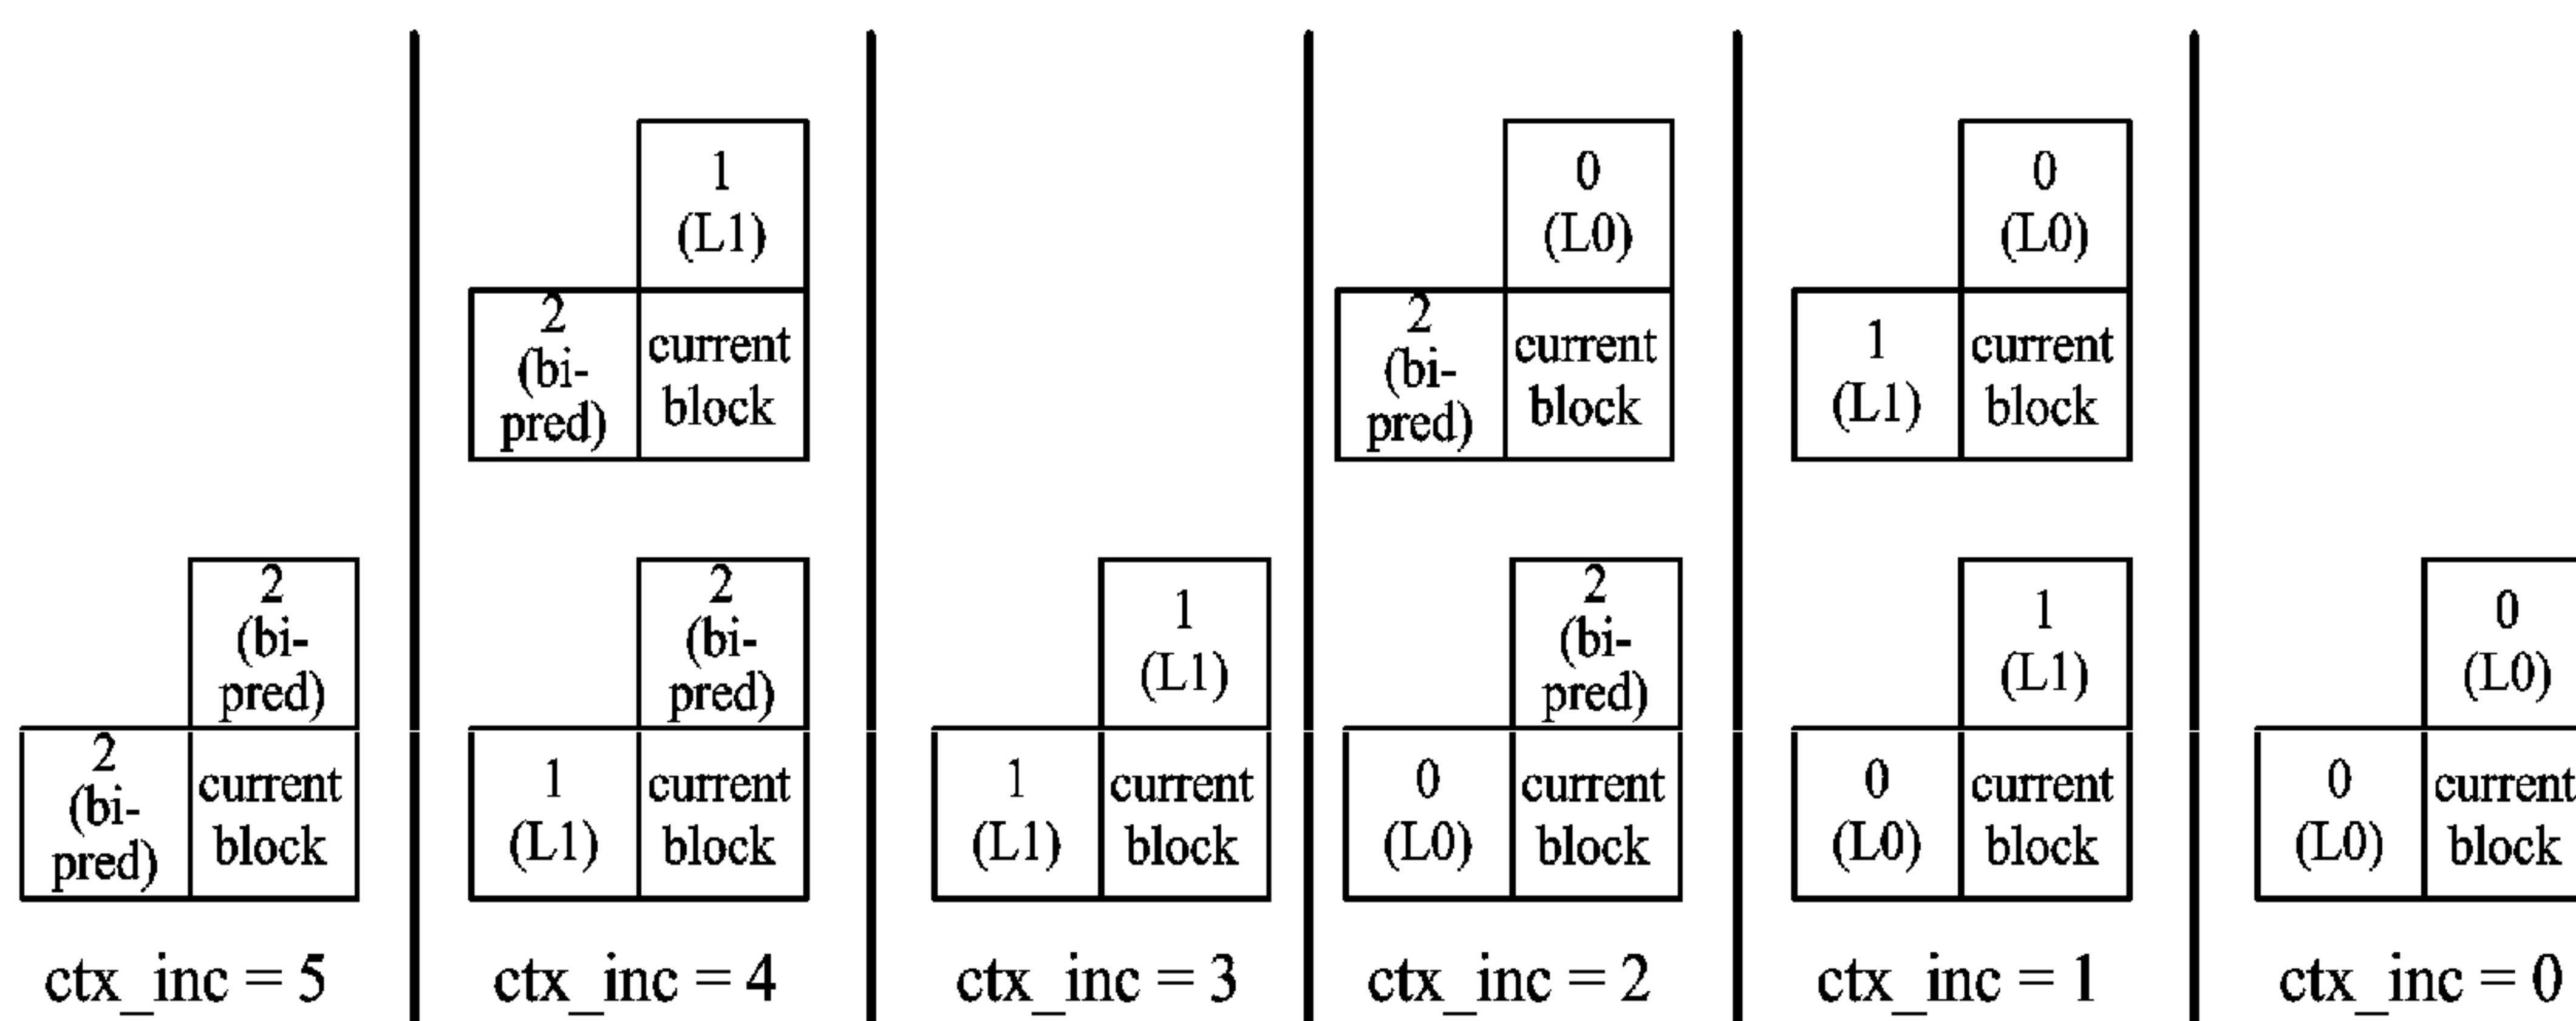 1
(L1)
2
(bi-
pred)
current
block
0
(L0)
2
(bi-
pred)
current
block
0
(L0)
1
(L1)
current
block
2
(bi-
pred)
2
(bi-
pred)
current
block
2
(bi-
pred)
1
(L1)
current
block
1
(L1)
1
(L1)
current
block
2
(bi-
pred)
0
(L0)
current
block
1
(L1)
0
(L0)
current
block
0
(L0)
0
(L0)
current
block
ctx_inc = 5
ctx_inc = 4
ctx_inc = 3
ctx_inc = 2
ctx_inc = 1
ctx_inc = 0